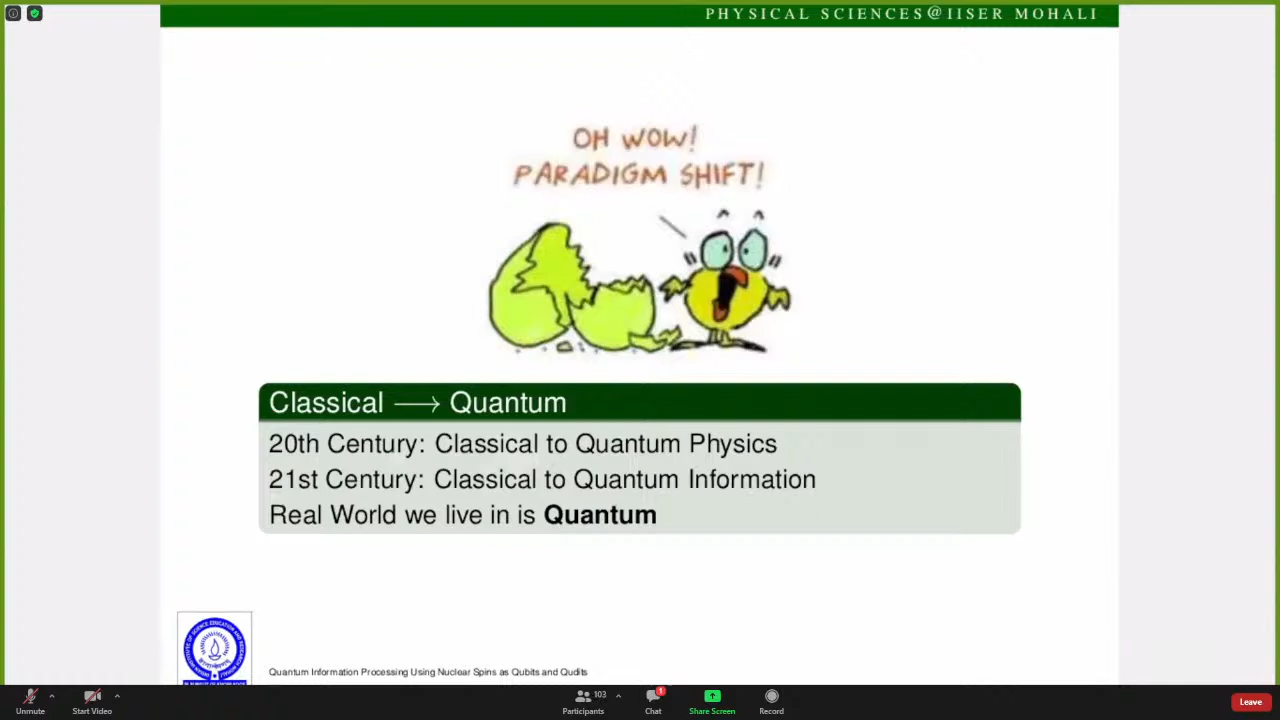 PHYSICAL SCIENCES@IISER MOHALI
OH WOW!
PARADIGM SHIFT!
Classical ⟶ Quantum
20th Century: Classical to Quantum Physics
21st Century: Classical to Quantum Information
Real World we live in is Quantum
Quantum Information Processing Using Nuclear Spins as Qubits and Qudits
Unmute
Start Video
103
Participants
1
Chat
Share Screen
Record
Leave